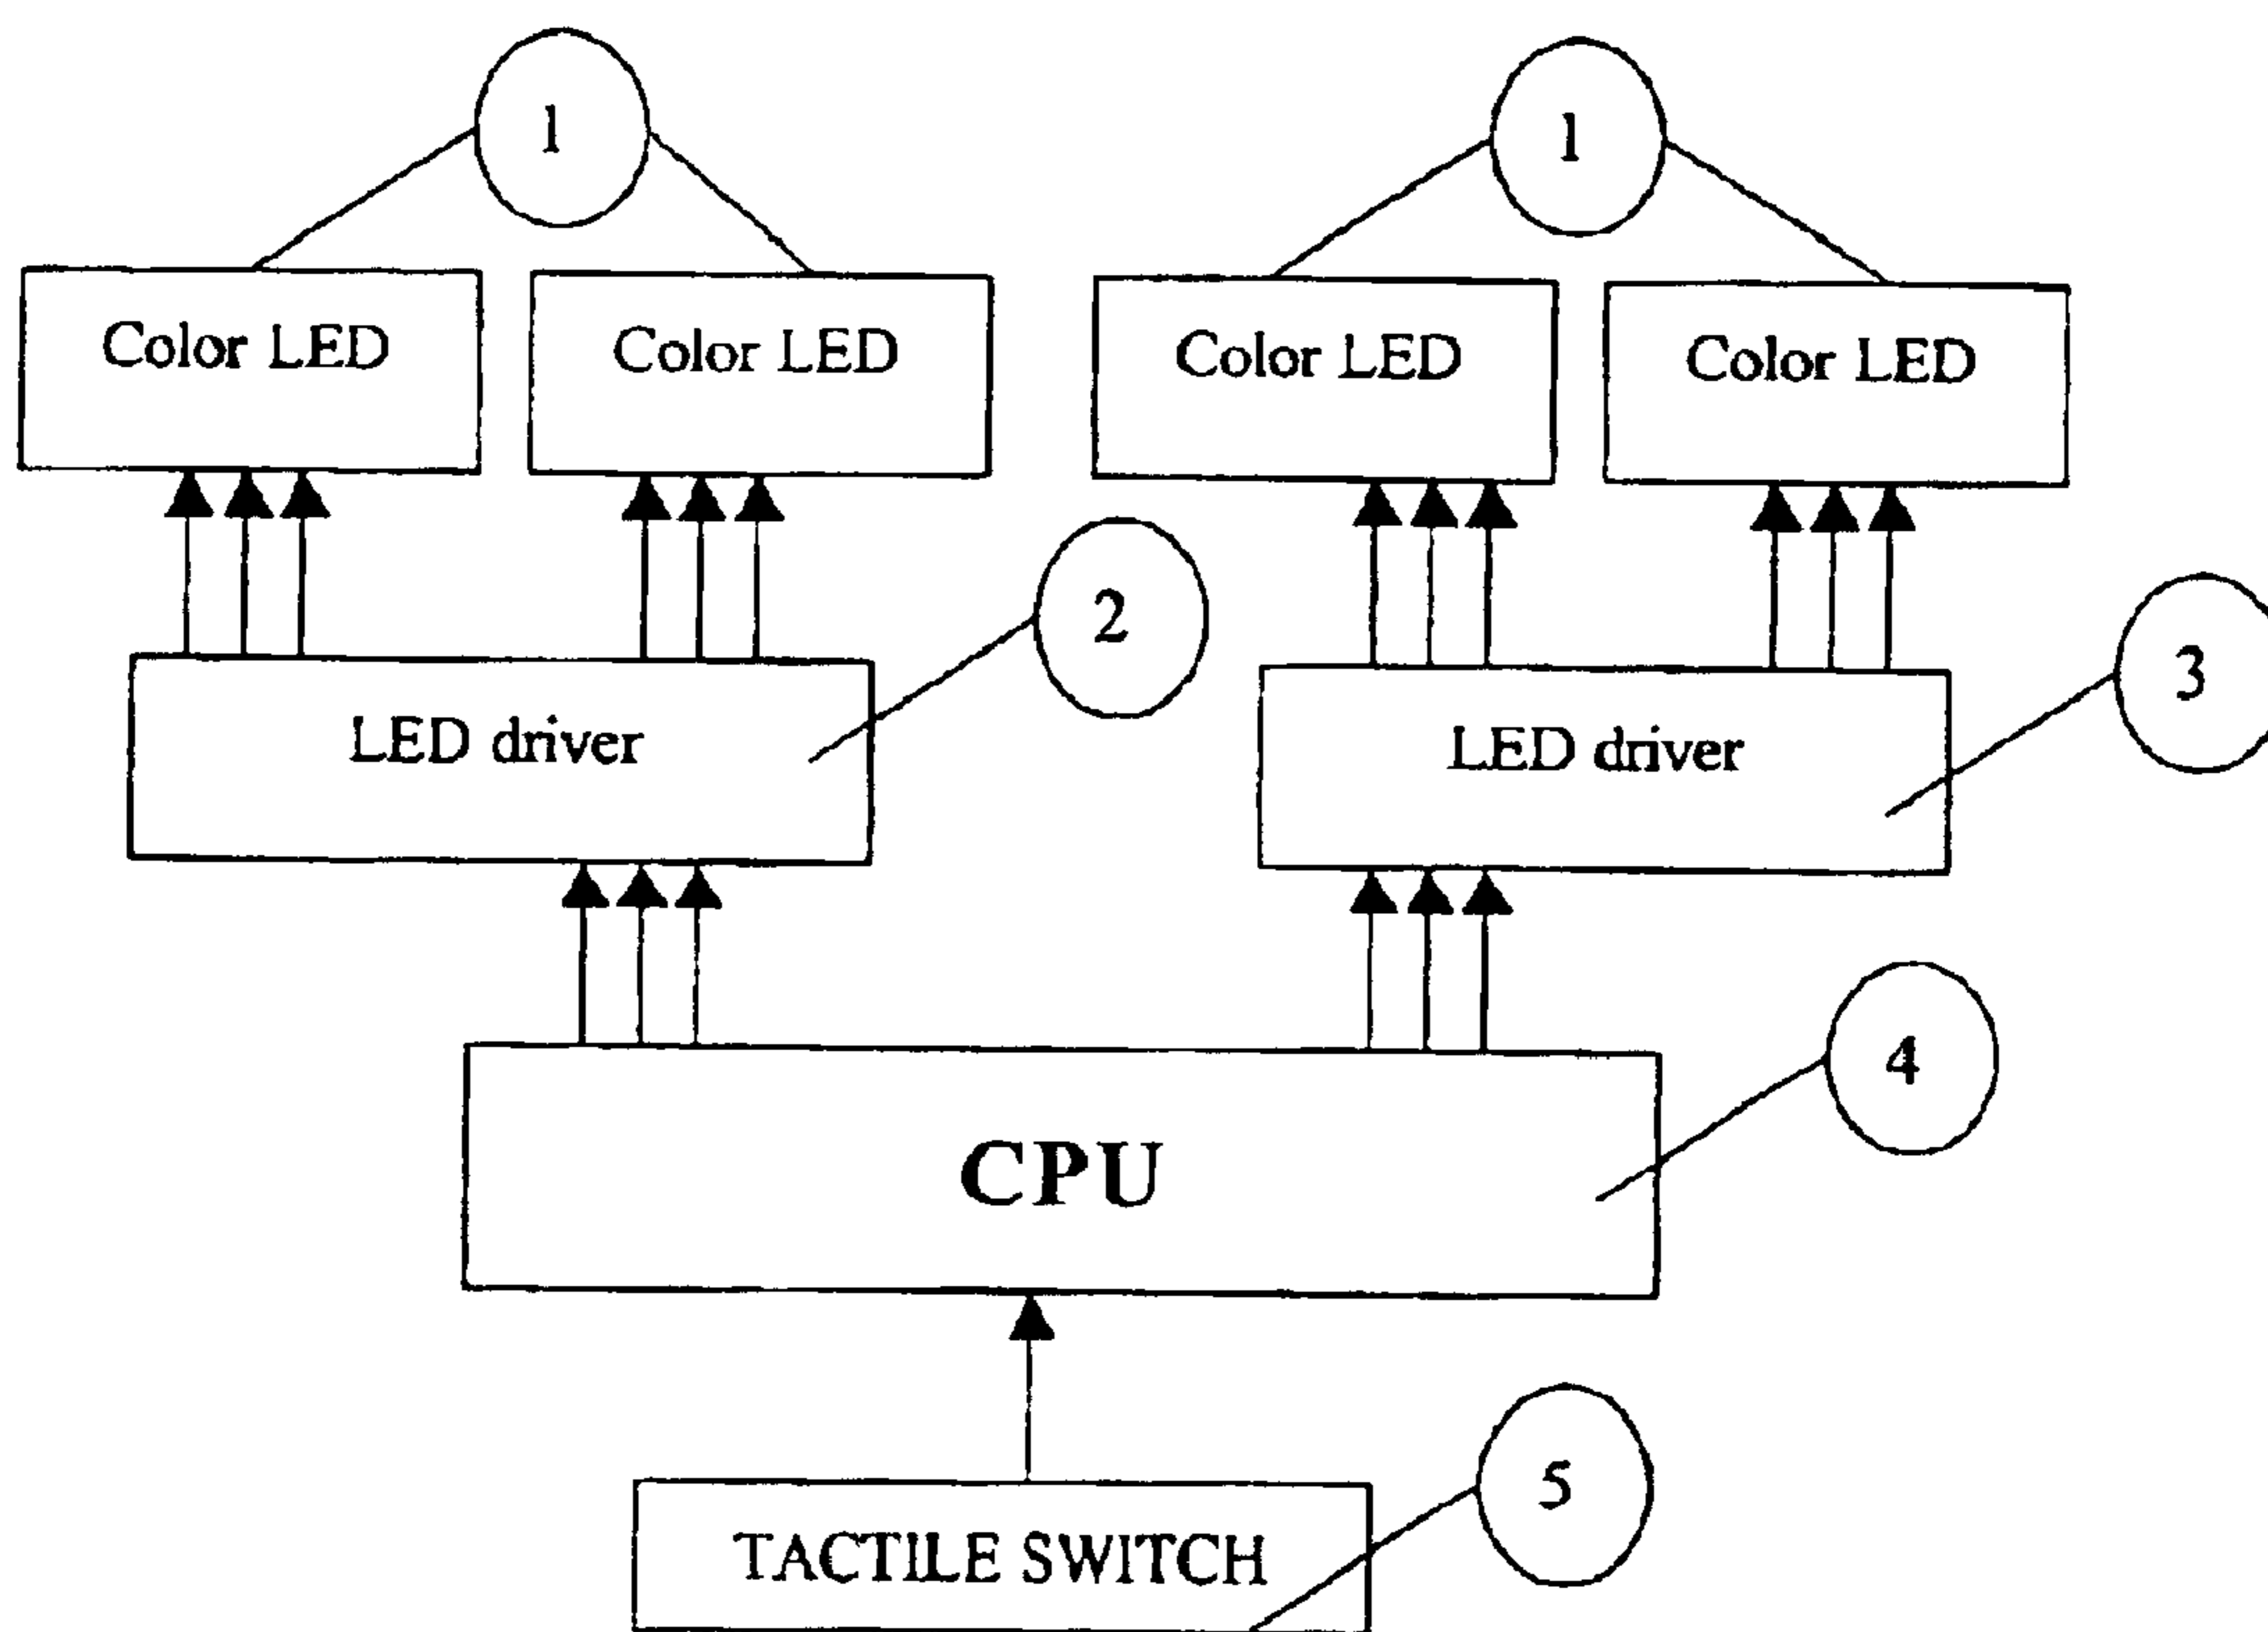 1
1
Color LED
Color LED
Color LED
Color LED
2
3
LED driver
LED driver
4
CPU
5
TACTILE SWITCH